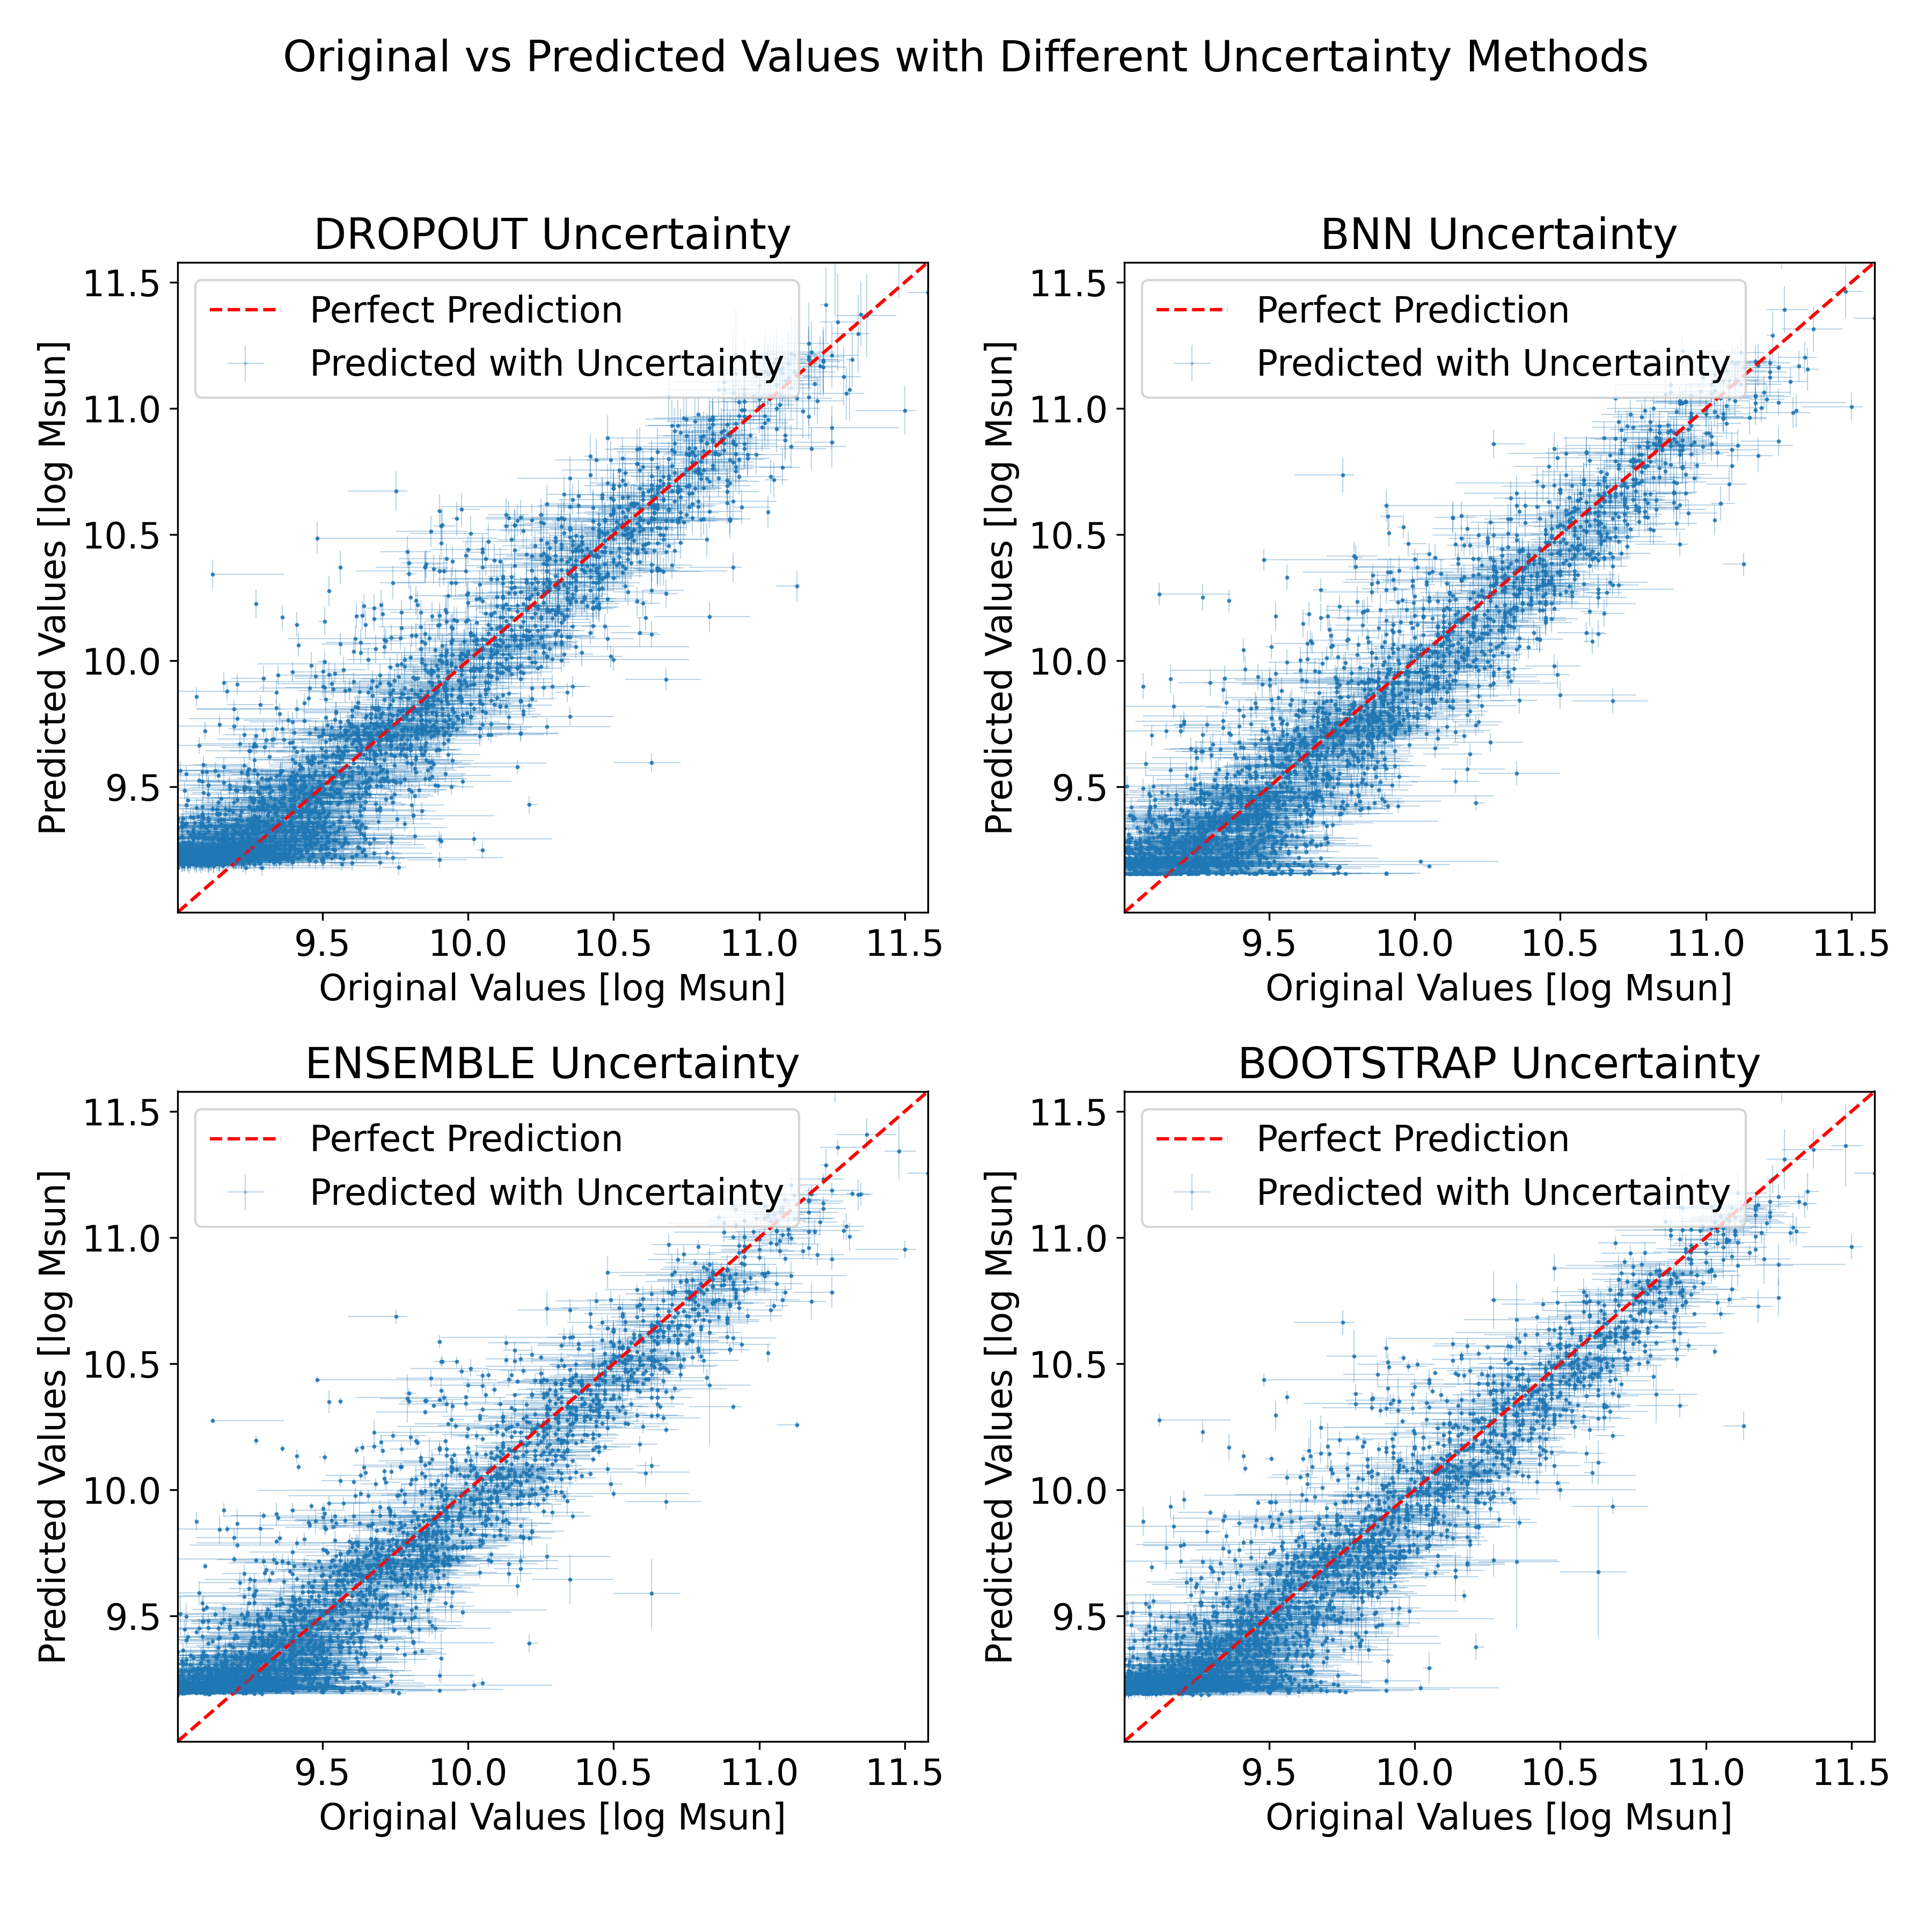 Original vs Predicted Values with Different Uncertainty Methods
DROPOUT Uncertainty
Perfect Prediction
Predicted with Uncertainty
11.5
11.0
10.5
10.0
9.5
Predicted Values [log Msun]
9.5 10.0 10.5 11.0 11.5
Original Values [log Msun]
BNN Uncertainty
Perfect Prediction
Predicted with Uncertainty
11.5
11.0
10.5
10.0
9.5
Predicted Values [log Msun]
9.5 10.0 10.5 11.0 11.5
Original Values [log Msun]
ENSEMBLE Uncertainty
Perfect Prediction
Predicted with Uncertainty
11.5
11.0
10.5
10.0
9.5
Predicted Values [log Msun]
9.5 10.0 10.5 11.0 11.5
Original Values [log Msun]
BOOTSTRAP Uncertainty
Perfect Prediction
Predicted with Uncertainty
11.5
11.0
10.5
10.0
9.5
Predicted Values [log Msun]
9.5 10.0 10.5 11.0 11.5
Original Values [log Msun]